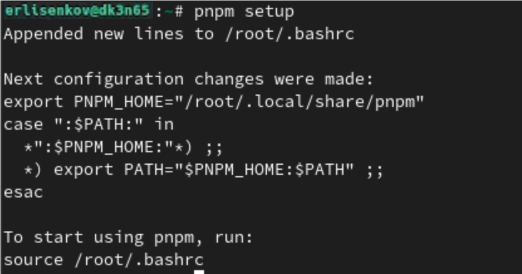 erlisenkov@dk3n65:~# pnpm setup
Appended new lines to /root/.bashrc
Next configuration changes were made:
export PNPM_HOME="/root/.local/share/pnpm"
case ":$PATH:" in
  *":$PNPM_HOME:"*) ;;
  *) export PATH="$PNPM_HOME:$PATH" ;;
esac
To start using pnpm, run:
source /root/.bashrc